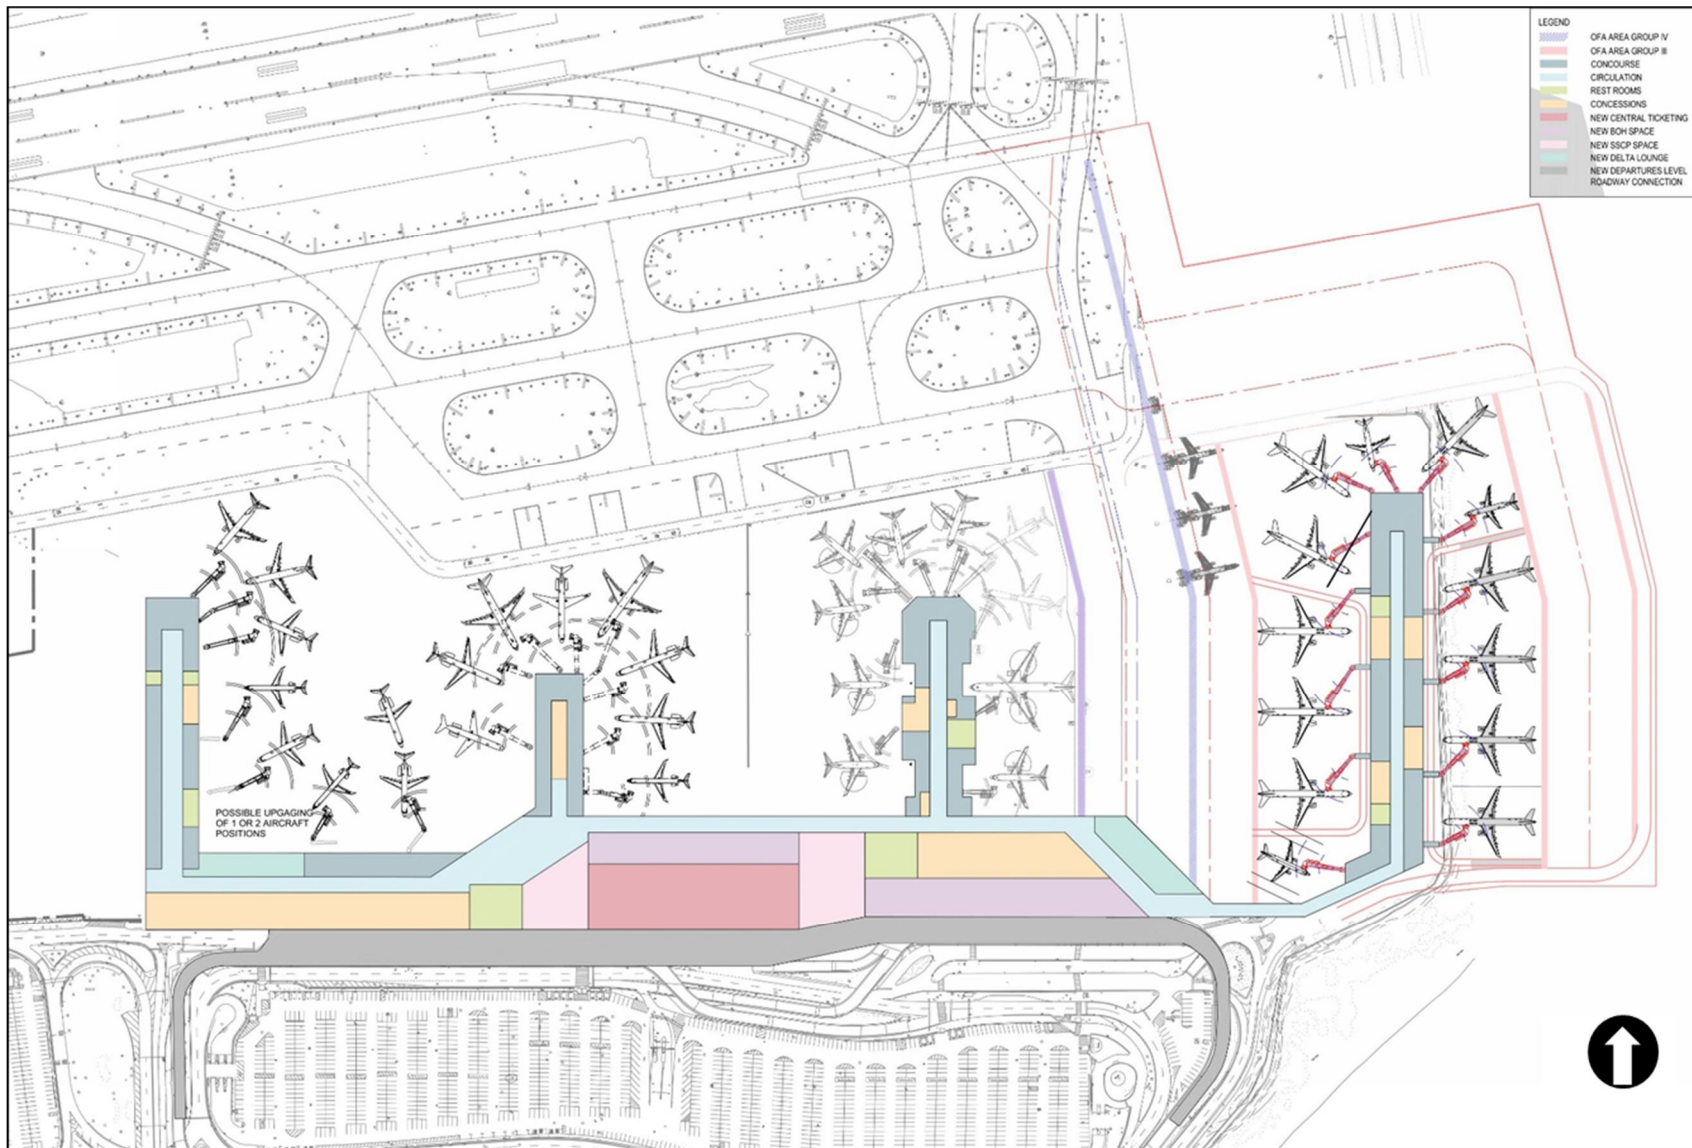 LEGEND
OFA AREA GROUP IV
OFA AREA GROUP III
CONCOURSE
CIRCULATION
REST ROOMS
CONCESSIONS
NEW CENTRAL TICKETING
NEW BOH SPACE
NEW SSCP SPACE
NEW DELTA LOUNGE
NEW DEPARTURES LEVEL
ROADWAY CONNECTION
POSSIBLE UPGAGING
OF 1 OR 2 AIRCRAFT
POSITIONS